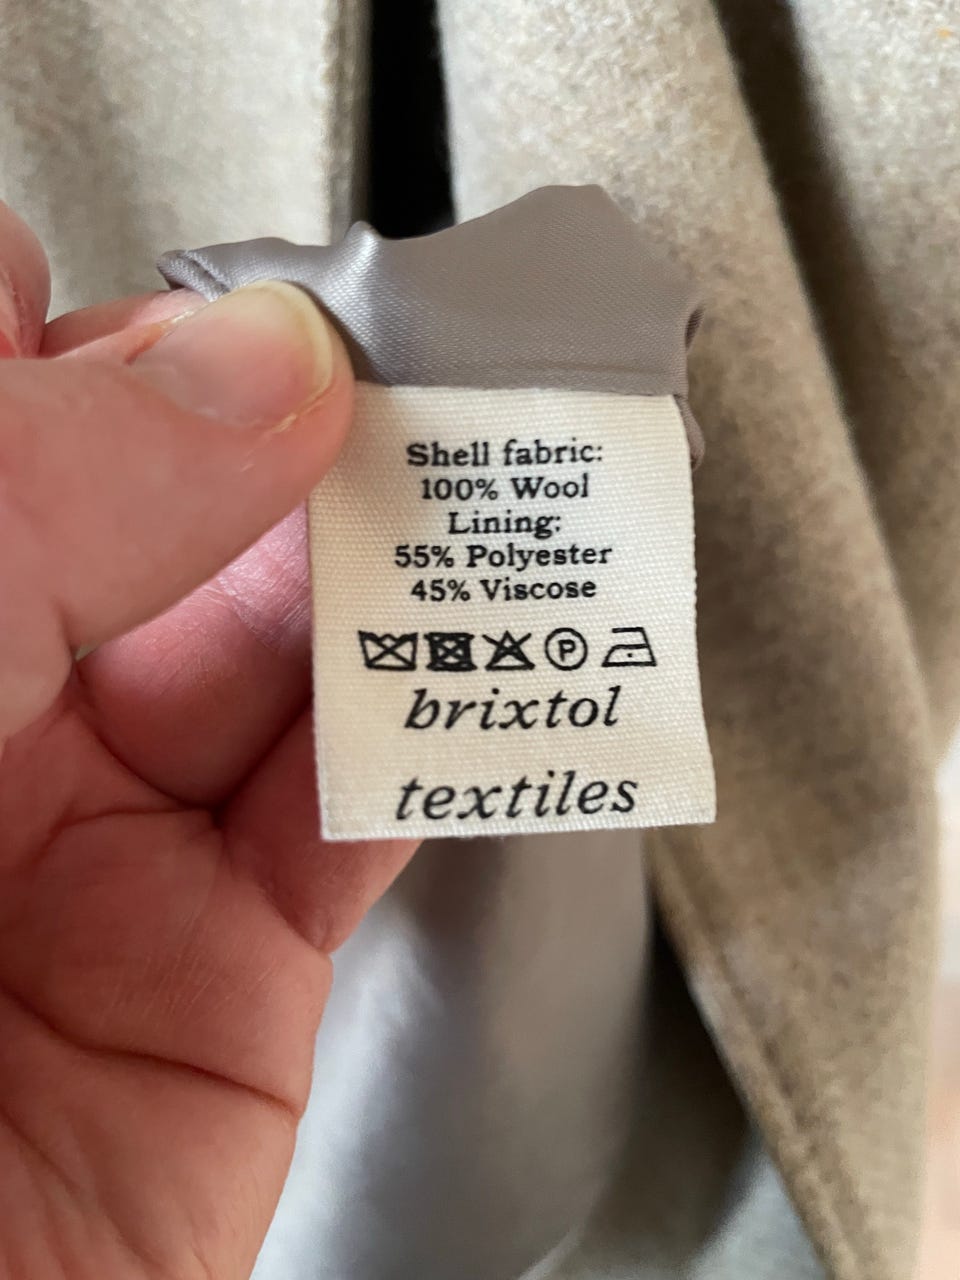 Shell fabric:
100% Wool
Lining:
55% Polyester
45% Viscose
P
brixtol
textiles